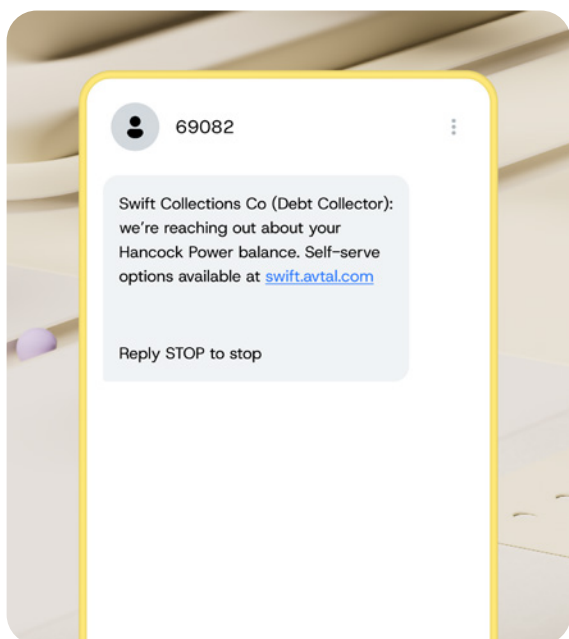 69082
Swift Collections Co (Debt Collector):
we're reaching out about your
Hancock Power balance. Self-serve
options available at swift.avtal.com
Reply STOP to stop